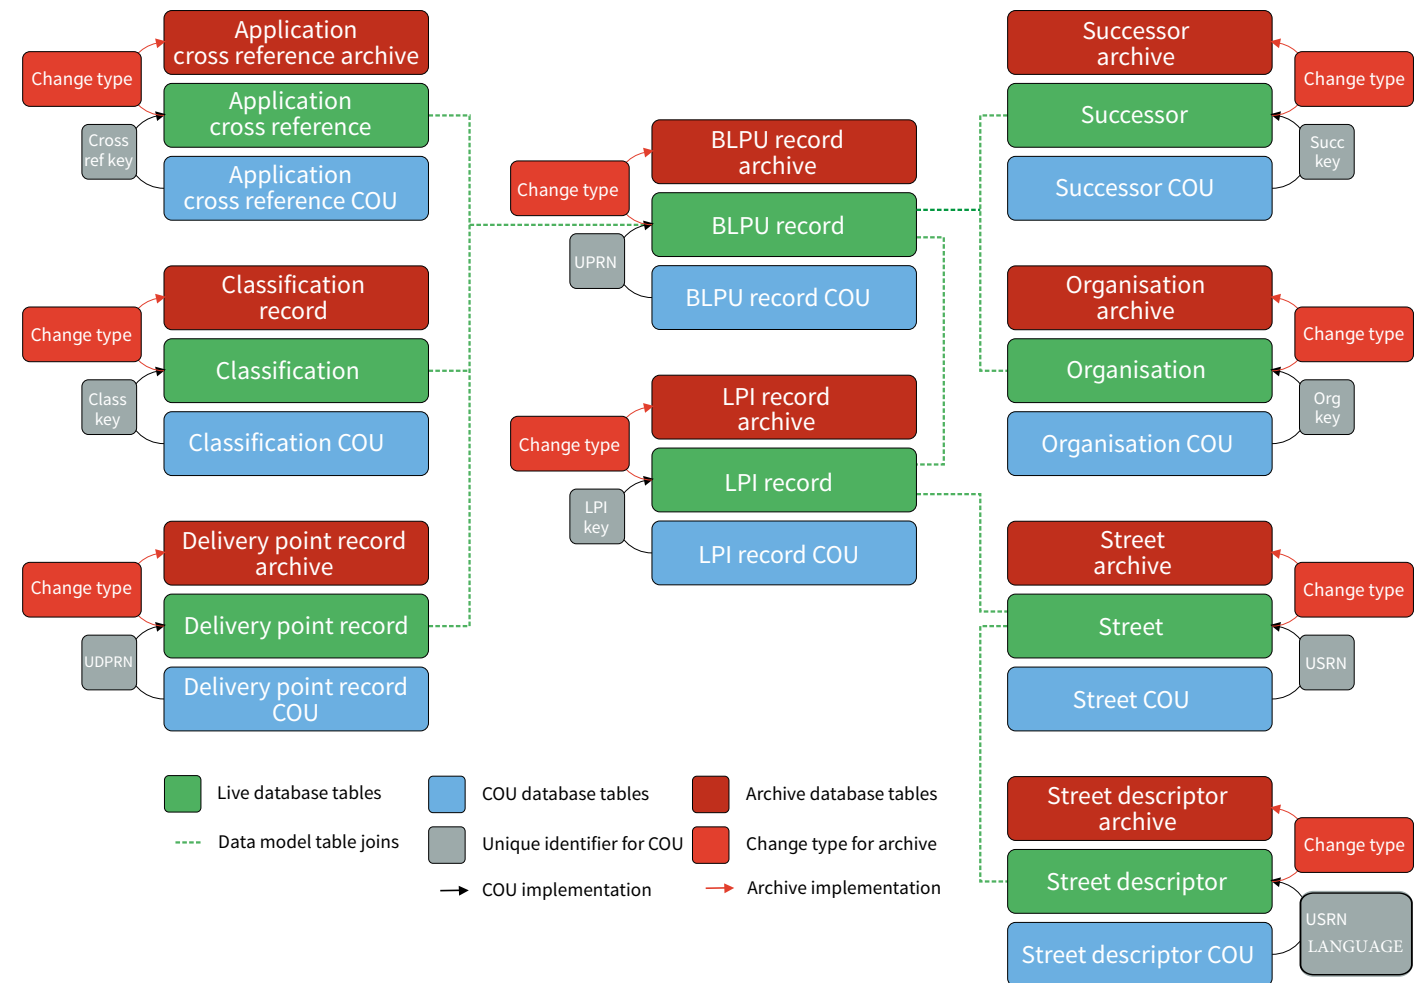 Application
cross reference archive
Change type
Application
cross reference
Cross
ref key
Application
cross reference COU
Classification
record
Change type
Classification
Class
key
Classification COU
Delivery point record
archive
Change type
Delivery point record
UDPRN
Delivery point record
COU
BLPU record
archive
Change type
BLPU record
UPRN
BLPU record COU
LPI record
archive
Change type
LPI record
LPI
key
LPI record COU
Successor
archive
Change type
Successor
Succ
key
Successor COU
Organisation
archive
Change type
Organisation
Org
key
Organisation COU
Street
archive
Change type
Street
USRN
Street COU
Street descriptor
archive
Change type
Street descriptor
USRN
LANGUAGE
Street descriptor COU
Live database tables
COU database tables
Archive database tables
Data model table joins
Unique identifier for COU
Change type for archive
COU implementation
Archive implementation